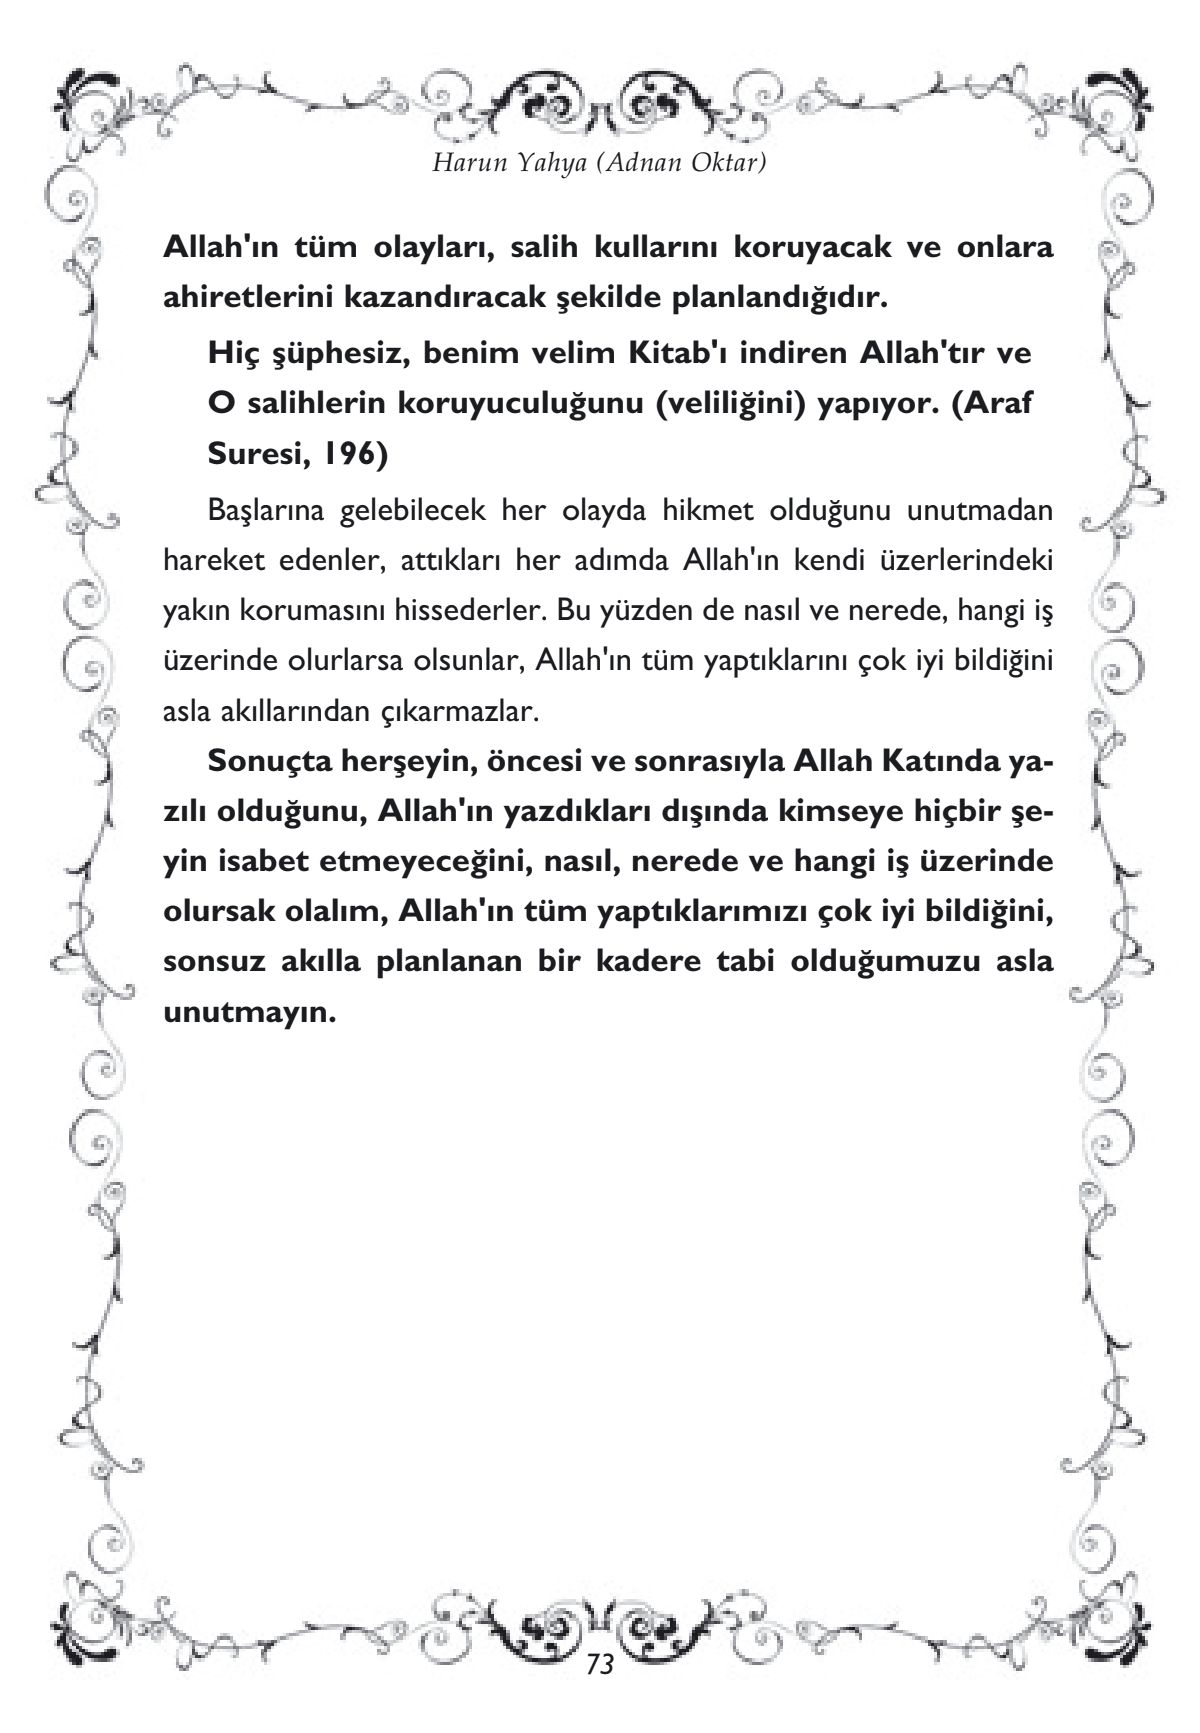 Harun Yahya (Adnan Oktar)
Allah'ın tüm olayları, salih kullarını koruyacak ve onlara
ahiretlerini kazandıracak şekilde planlandığıdır.
Hiç şüphesiz, benim velim Kitab'ı indiren Allah'tır ve
O salihlerin koruyuculuğunu (veliliğini) yapıyor. (Araf
Suresi, 196)
Başlarına gelebilecek her olayda hikmet olduğunu unutmadan
hareket edenler, attıkları her adımda Allah'ın kendi üzerlerindeki
yakın korumasını hissederler. Bu yüzden de nasıl ve nerede, hangi iş
üzerinde olurlarsa olsunlar, Allah'ın tüm yaptıklarını çok iyi bildiğini
asla akıllarından çıkarmazlar.
Sonuçta herşeyin, öncesi ve sonrasıyla Allah Katında ya-
zılı olduğunu, Allah'ın yazdıkları dışında kimseye hiçbir şe-
yin isabet etmeyeceğini, nasıl, nerede ve hangi iş üzerinde
olursak olalım, Allah'ın tüm yaptıklarımızı çok iyi bildiğini,
sonsuz akılla planlanan bir kadere tabi olduğumuzu asla
unutmayın.
73